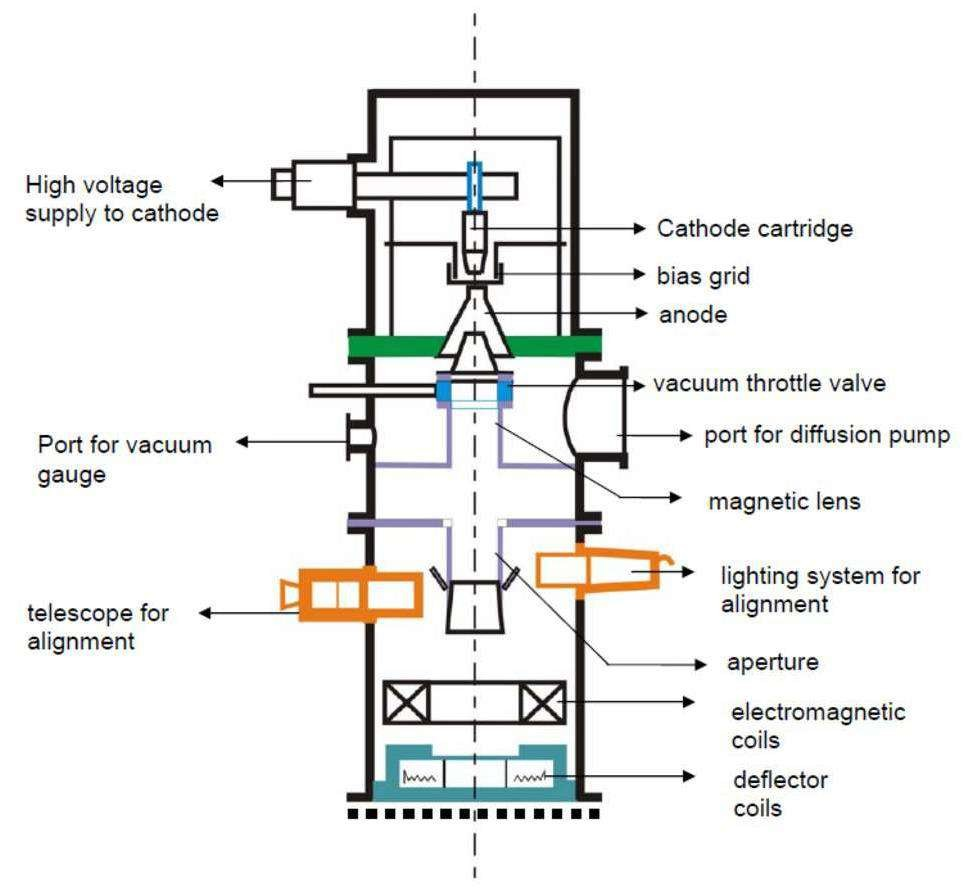 High voltage
supply to cathode
Cathode cartridge
bias grid
anode
vacuum throttle valve
Port for vacuum
gauge
port for diffusion pump
magnetic lens
lighting system for
alignment
telescope for
alignment
aperture
electromagnetic
coils
deflector
coils